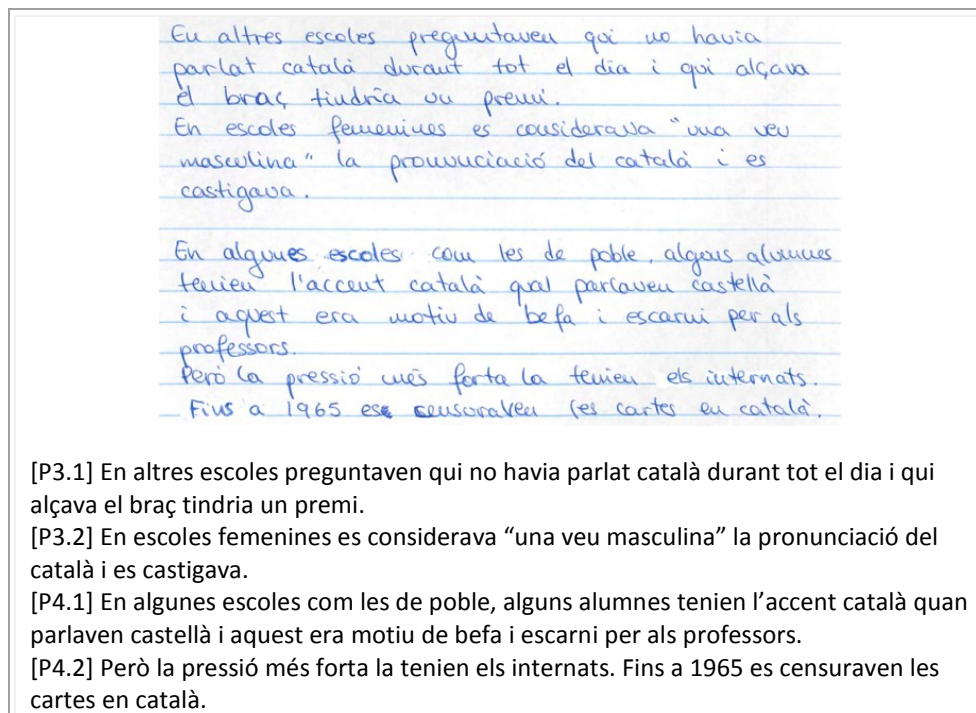 En altres escoles preguntaven qui no havia
parlat català durant tot el dia i qui alçava
el braç tindria un premi.
En escoles femenines es considerava "una veu
masculina" la pronunciació del català i es
castigava.
En algunes escoles com les de poble, alguns alumnes
tenien l'accent català qual parlaven castellà
i aquest era motiu de befa i escarni per als
professors.
Però la pressió més forta la tenien els internats.
Fins a 1965 es censuraven les cartes en català.
[P3.1] En altres escoles preguntaven qui no havia parlat català durant tot el dia i qui
alçava el braç tindria un premi.
[P3.2] En escoles femenines es considerava “una veu masculina” la pronunciació del
català i es castigava.
[P4.1] En algunes escoles com les de poble, alguns alumnes tenien l’accent català quan
parlaven castellà i aquest era motiu de befa i escarni per als professors.
[P4.2] Però la pressió més forta la tenien els internats. Fins a 1965 es censuraven les
cartes en català.